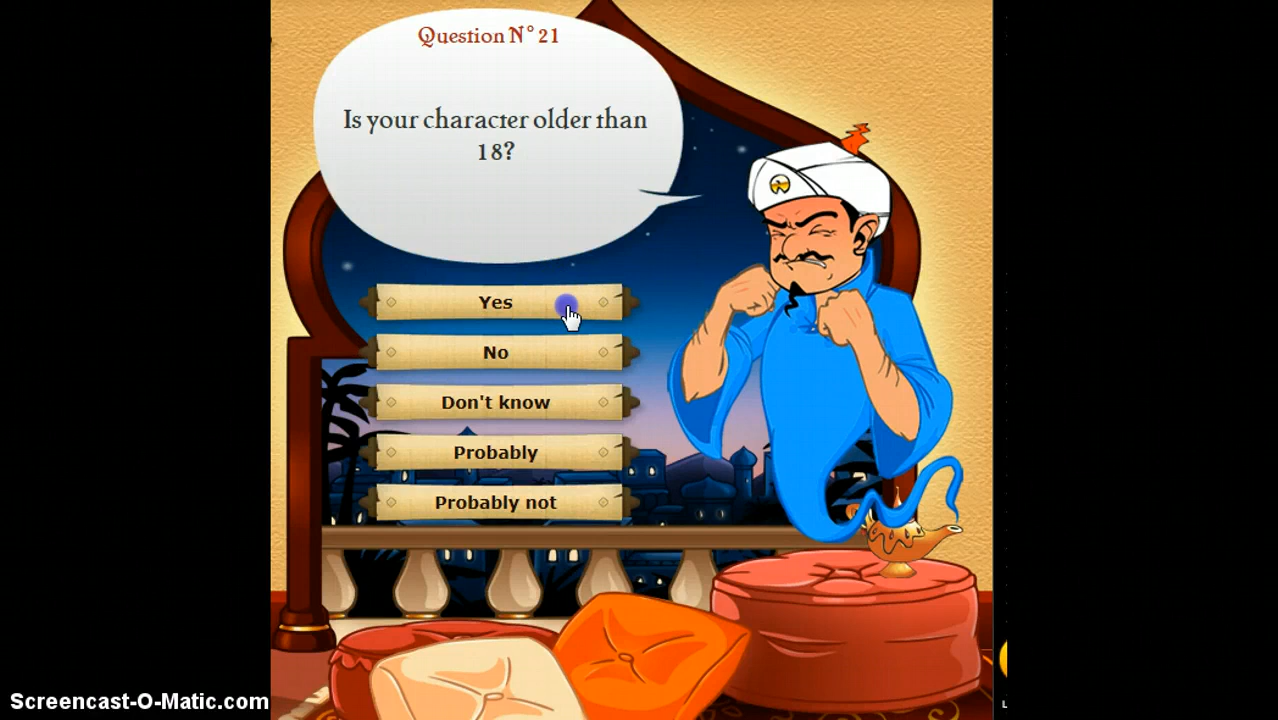 Question N° 21
Is your character older than
18?
Yes
No
Don't know
Probably
Probably not
Screencast-O-Matic.com